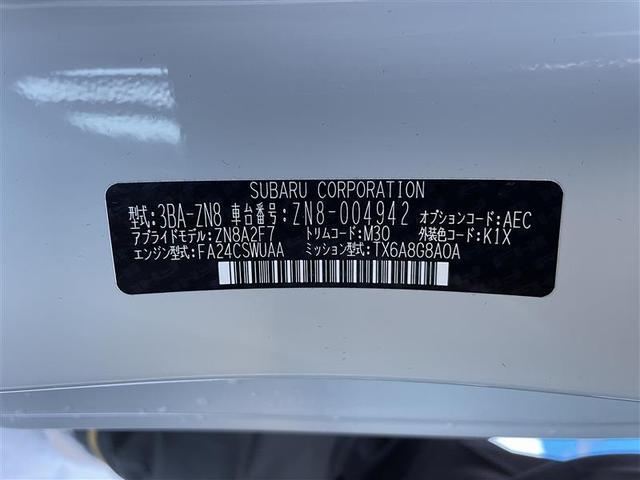 SUBARU CORPORATION
型式:3BA-ZN8 車台番号:ZN8-004942 オプションコード:AEC
アプライドモデル:ZN8A2F7 トリムコード:M30 外装色コード:K1X
エンジン型式:FA24CSWUAA ミッション型式:TX6A8G8A0A